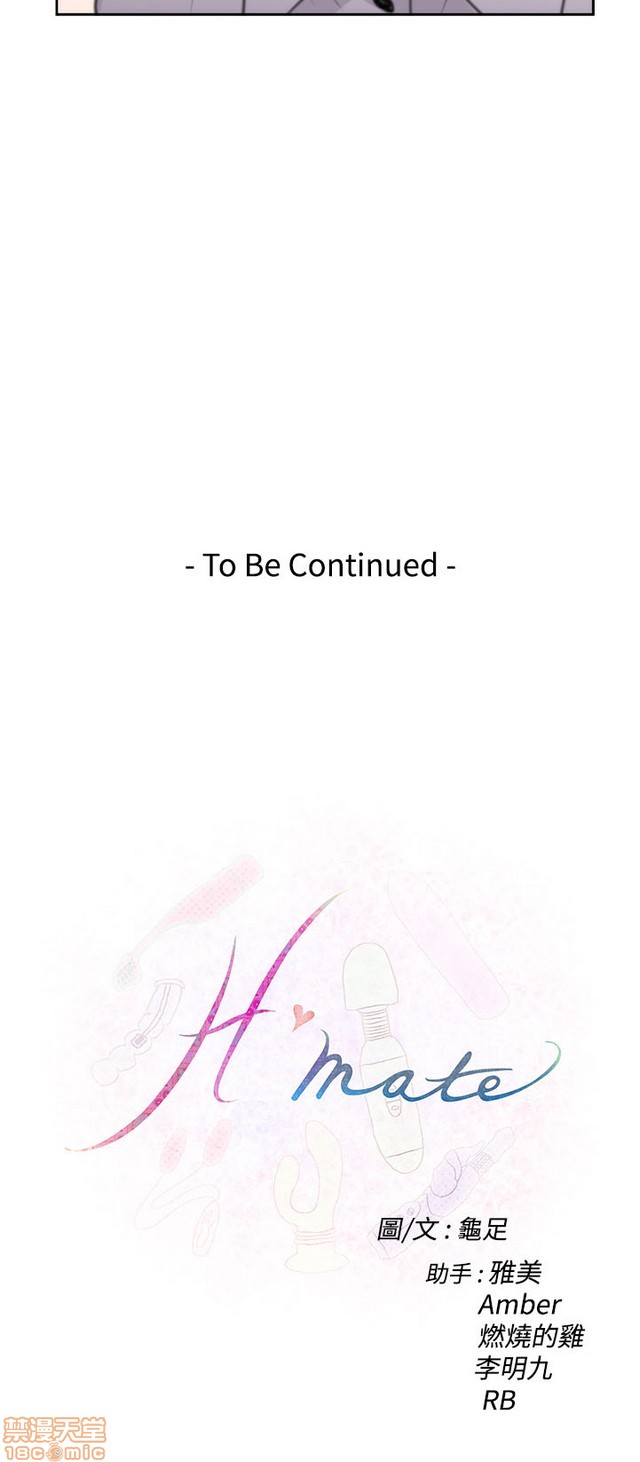 - To Be Continued -
H'mate
圖/文 : 龜足
助手 : 雅美
Amber
燃燒的雞
李明九
RB
禁漫天堂
18comic